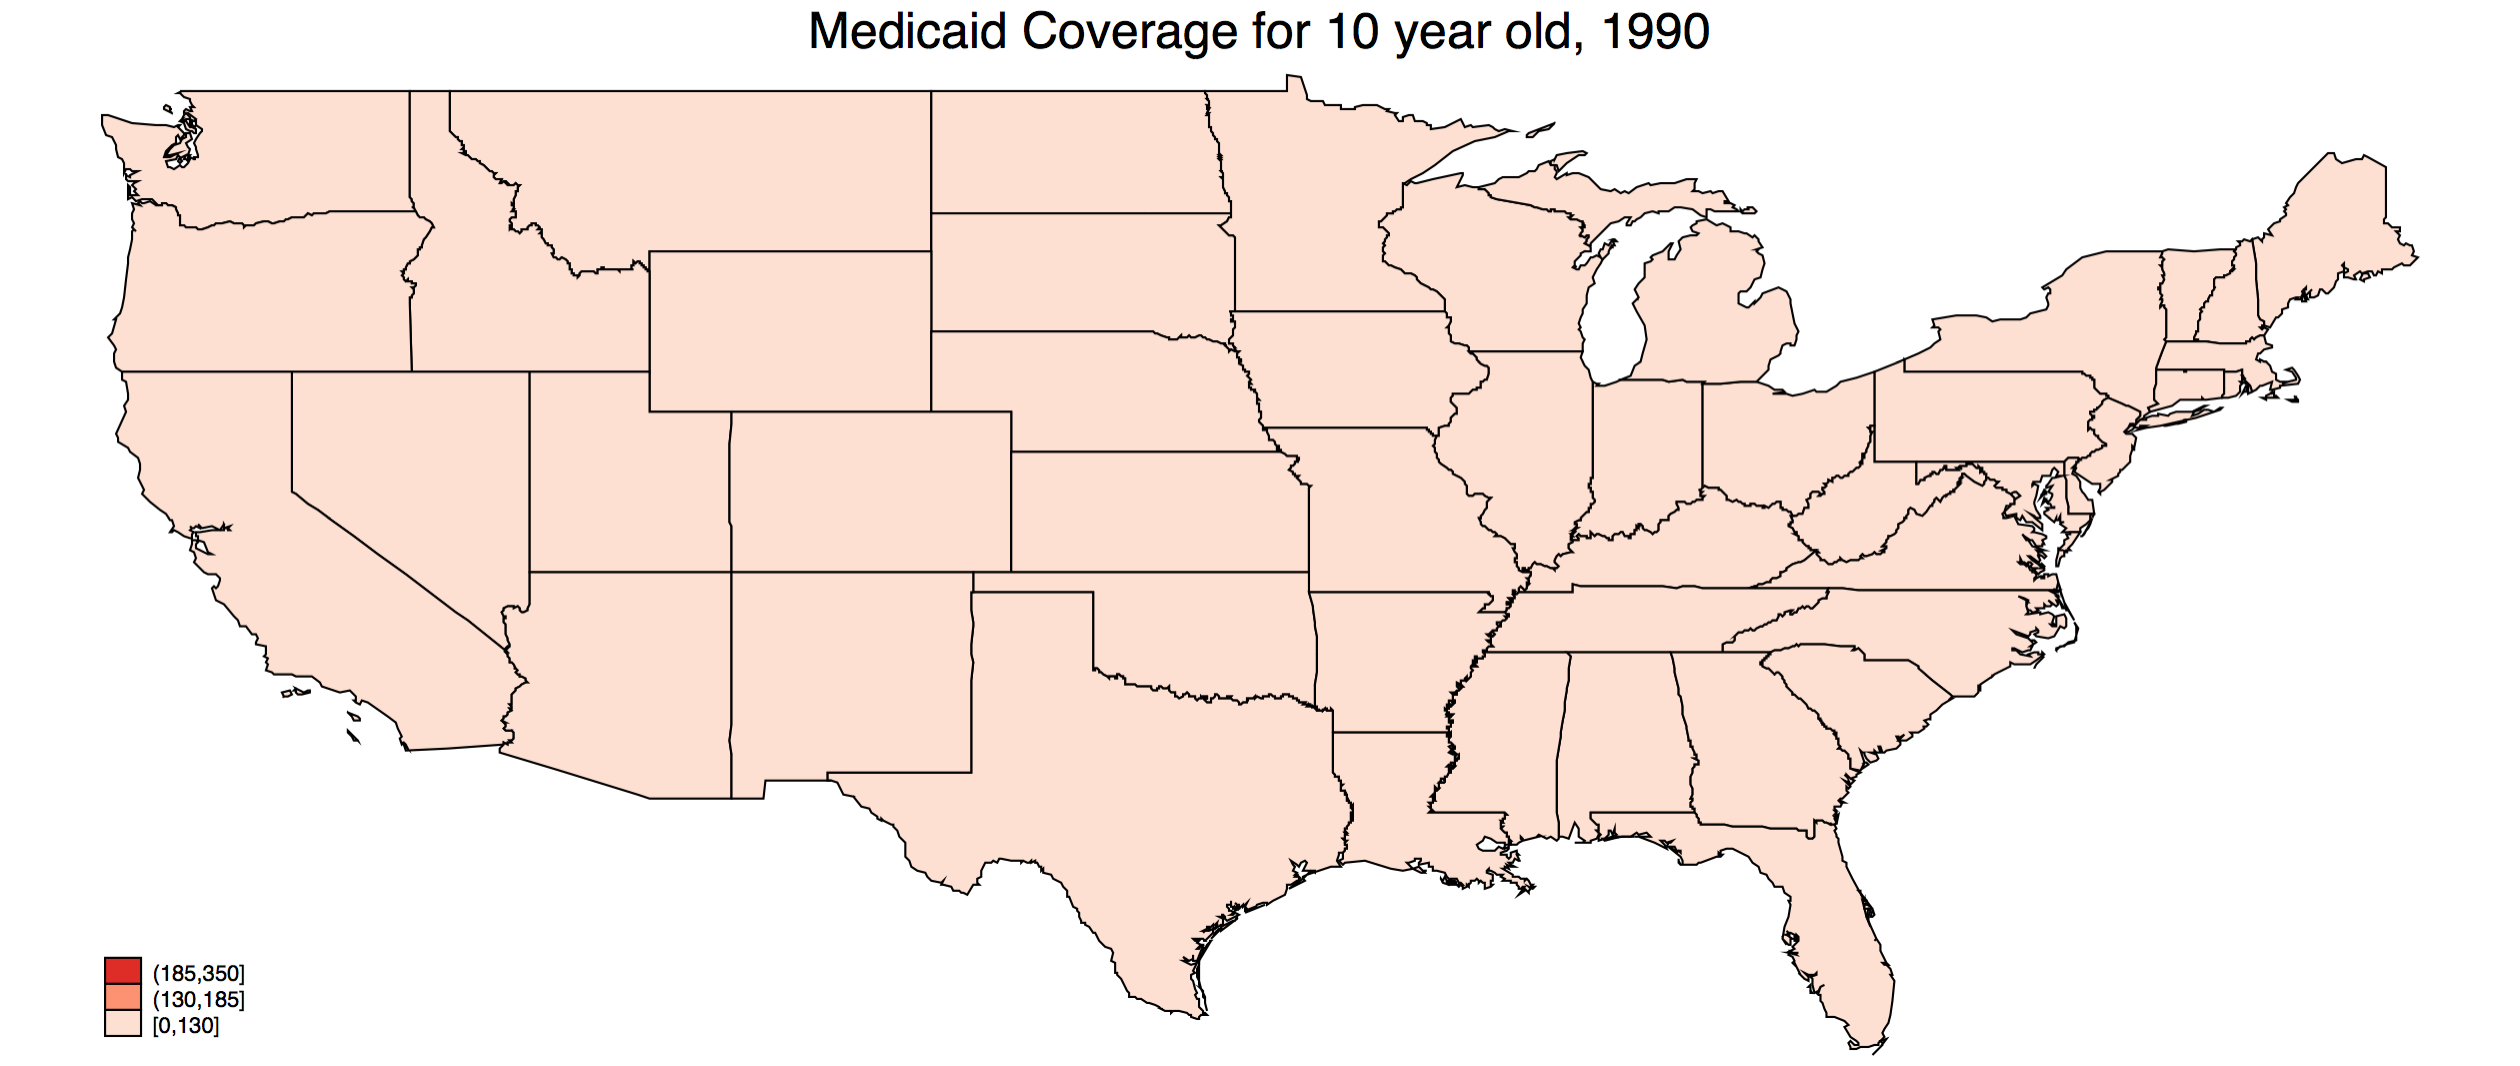 Medicaid Coverage for 10 year old, 1990
(185,350]
(130,185]
[0,130]